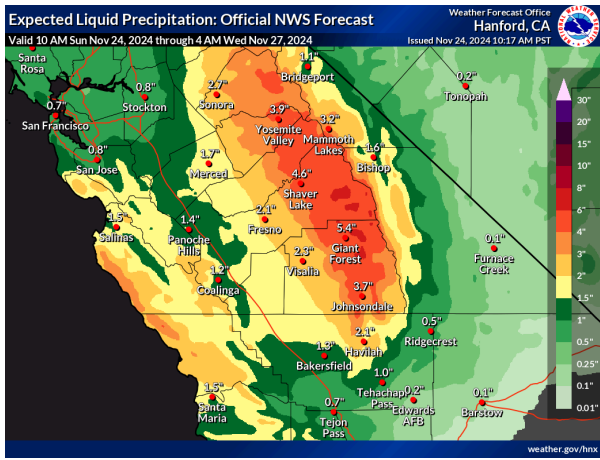 Expected Liquid Precipitation: Official NWS Forecast
Valid 10 AM Sun Nov 24, 2024 through 4 AM Wed Nov 27, 2024
Weather Forecast Office
Hanford, CA
Issued Nov 24, 2024 10:17 AM PST
Santa
Rosa
1.1"
Bridgeport
0.2"
Tonopah
0.8"
Stockton
2.7"
Sonora
0.7"
San Francisco
3.9"
Yosemite
Valley
3.2"
Mammoth
Lakes
0.8"
San Jose
1.7"
Merced
1.6"
Bishop
4.6"
Shaver
Lake
1.5"
Salinas
1.4"
Panoche
Hills
2.1"
Fresno
5.4"
Giant
Forest
0.1"
Furnace
Creek
2.3"
Visalia
1.2"
Coalinga
3.7"
Johnsondale
0.5"
Ridgecrest
2.1"
Havilah
1.3"
Bakersfield
1.0"
Tehachapi
Pass
0.2"
Edwards
AFB
0.1"
Barstow
1.5"
Santa
Maria
0.7"
Tejon
Pass
30"
20"
15"
10"
8"
6"
4"
3"
2"
1.5"
1"
0.5"
0.25"
0.1"
0.01"
weather.gov/hnx